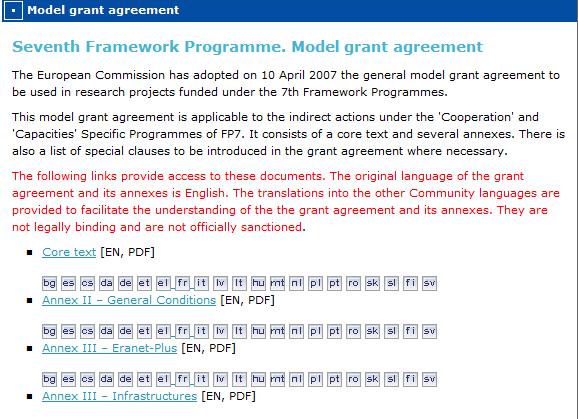 Model grant agreement
Seventh Framework Programme. Model grant agreement
The European Commission has adopted on 10 April 2007 the general model grant agreement to
be used in research projects funded under the 7th Framework Programmes.
This model grant agreement is applicable to the indirect actions under the 'Cooperation' and
'Capacities' Specific Programmes of FP7. It consists of a core text and several annexes. There is
also a list of special clauses to be introduced in the grant agreement where necessary.
The following links provide access to these documents. The original language of the grant
agreement and its annexes is English. The translations into the other Community languages are
provided to facilitate the understanding of the the grant agreement and its annexes. They are
not legally binding and are not officially sanctioned.
Core text [EN, PDF]
bg es cs da de et el fr it lv lt hu mt nl pl pt ro sk sl fi sv
Annex II – General Conditions [EN, PDF]
bg es cs da de et el fr it lv lt hu mt nl pl pt ro sk sl fi sv
Annex III – Eranet-Plus [EN, PDF]
bg es cs da de et el fr it lv lt hu mt nl pl pt ro sk sl fi sv
Annex III – Infrastructures [EN, PDF]